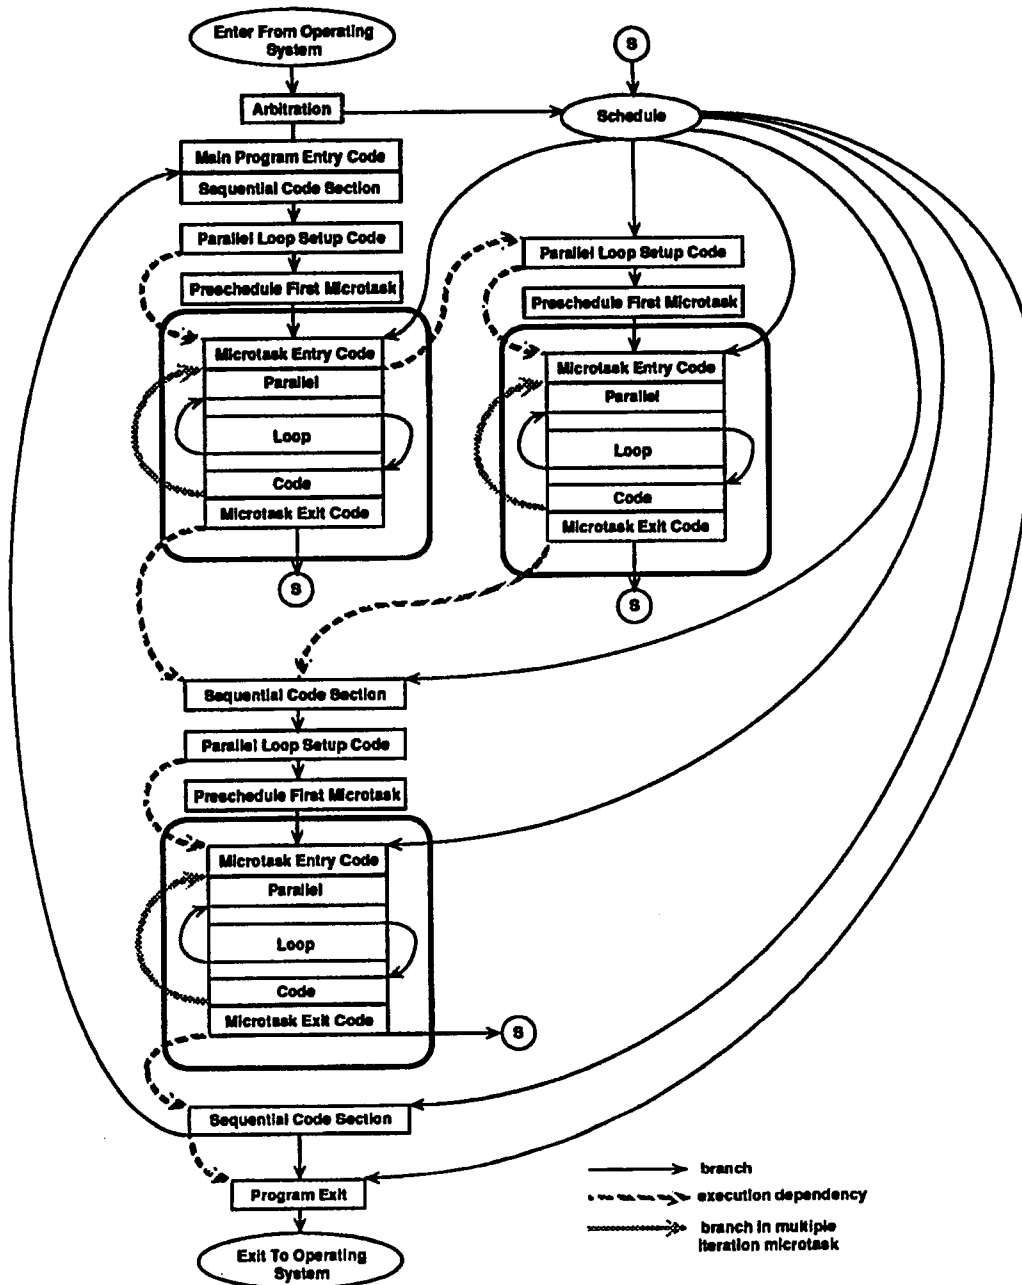 Enter From Operating
System
S
Arbitration
Schedule
Main Program Entry Code
Sequential Code Section
Parallel Loop Setup Code
Preschedule First Microtask
Microtask Entry Code
Parallel
Loop
Code
Microtask Exit Code
S
Parallel Loop Setup Code
Preschedule First Microtask
Microtask Entry Code
Parallel
Loop
Code
Microtask Exit Code
S
Sequential Code Section
Parallel Loop Setup Code
Preschedule First Microtask
Microtask Entry Code
Parallel
Loop
Code
Microtask Exit Code
S
Sequential Code Section
Program Exit
Exit To Operating
System
branch
execution dependency
branch in multiple
iteration microtask